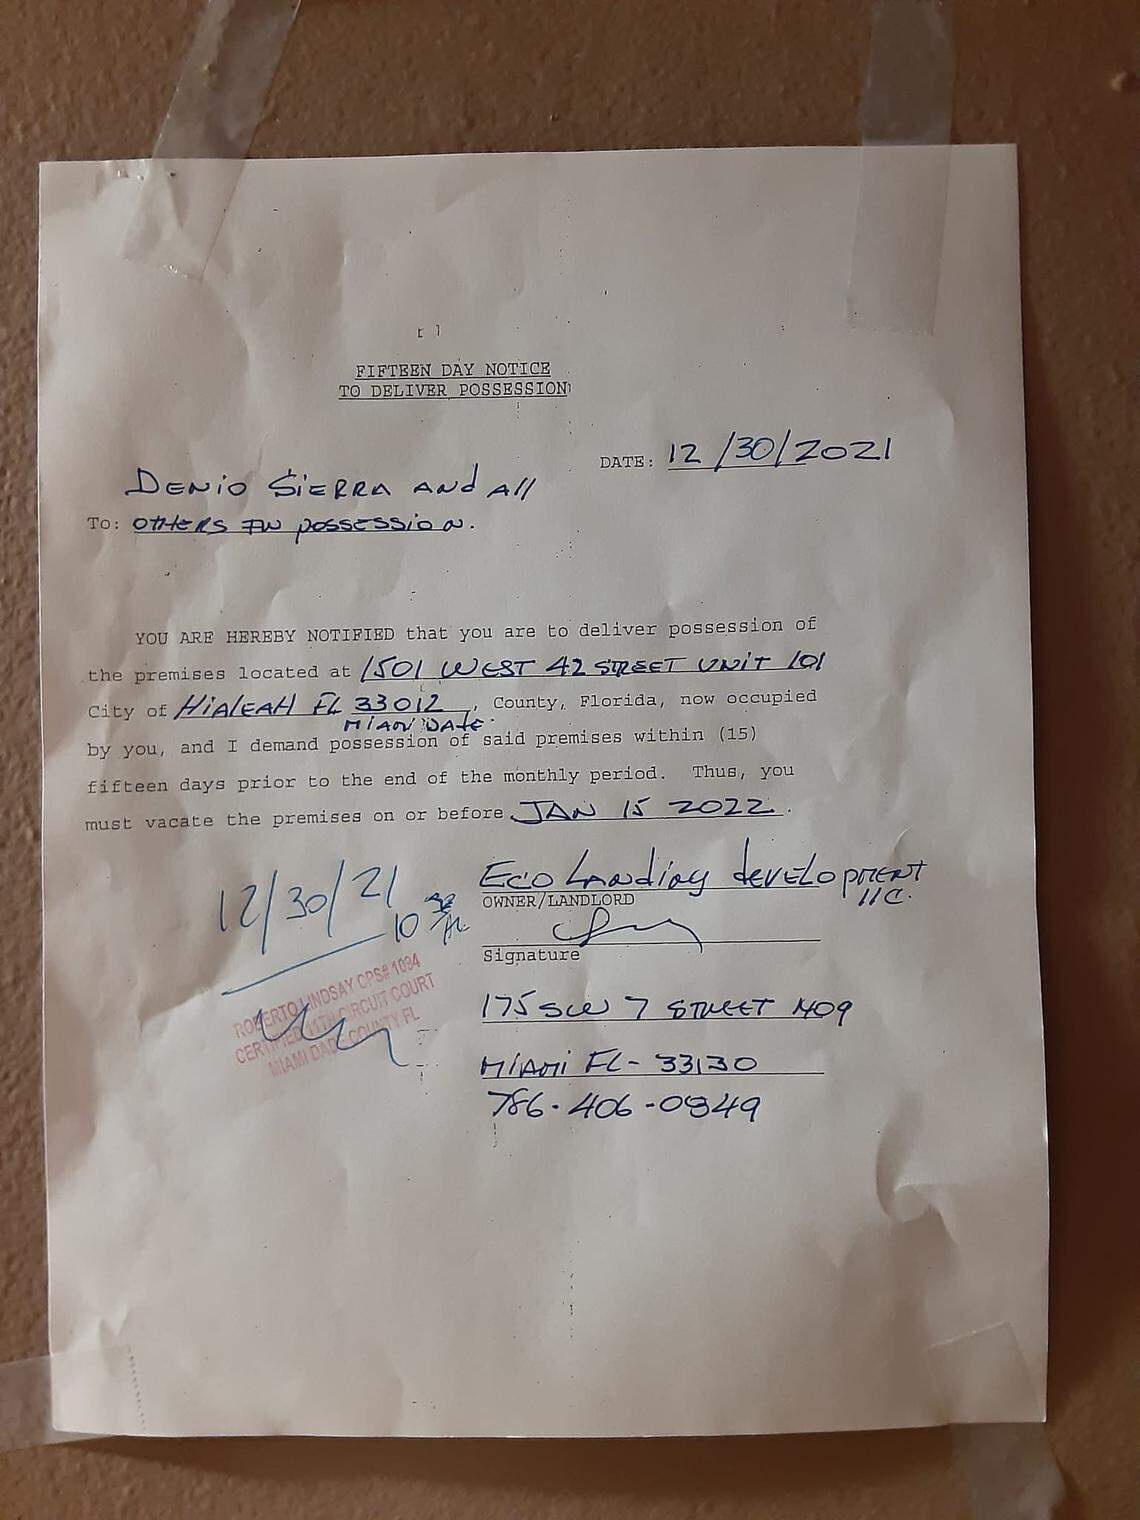 [ ]
FIFTEEN DAY NOTICE
TO DELIVER POSSESSION
DATE: 12/30/2021
DENIO SIERRA AND All
To: OTHERS IN POSSESSION.
YOU ARE HEREBY NOTIFIED that you are to deliver possession of
the premises located at 1501 WEST 42 STREET UNIT 101
City of HIALEAH FL 33012, County, Florida, now occupied
MIAMI DADE
by you, and I demand possession of said premises within (15)
fifteen days prior to the end of the monthly period. Thus, you
must vacate the premises on or before JAN 15 2022.
ECO LANDING DEVELOPMENT
LLC.
OWNER/LANDLORD
12/30/21
10
Signature
ROBERTO LINDSAY CPS# 1094
CERTIFIED 11TH CIRCUIT COURT
MIAMI DADE COUNTY FL
175 SW 7 STREET 1409
MIAMI FL - 33130
786-406-0849